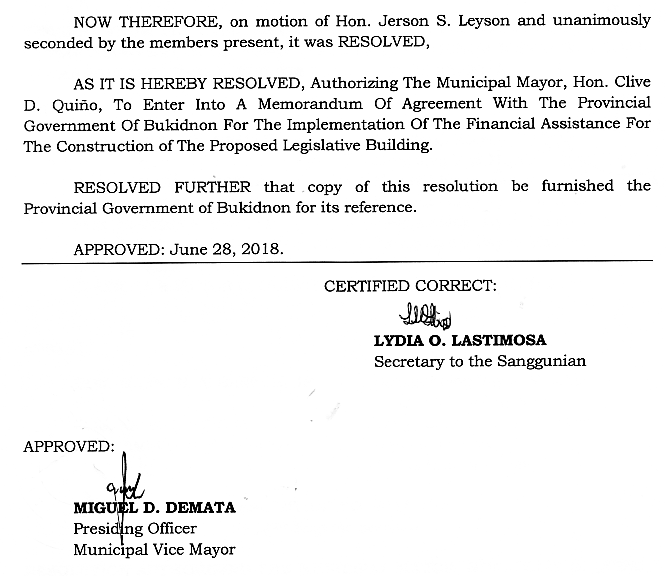 NOW THEREFORE, on motion of Hon. Jerson S. Leyson and unanimously
seconded by the members present, it was RESOLVED,
AS IT IS HEREBY RESOLVED, Authorizing The Municipal Mayor, Hon. Clive
D. Quiño, To Enter Into A Memorandum Of Agreement With The Provincial
Government Of Bukidnon For The Implementation Of The Financial Assistance For
The Construction of The Proposed Legislative Building.
RESOLVED FURTHER that copy of this resolution be furnished the
Provincial Government of Bukidnon for its reference.
APPROVED: June 28, 2018.
CERTIFIED CORRECT:
LYDIA O. LASTIMOSA
Secretary to the Sanggunian
APPROVED:
MIGUEL D. DEMATA
Presiding Officer
Municipal Vice Mayor